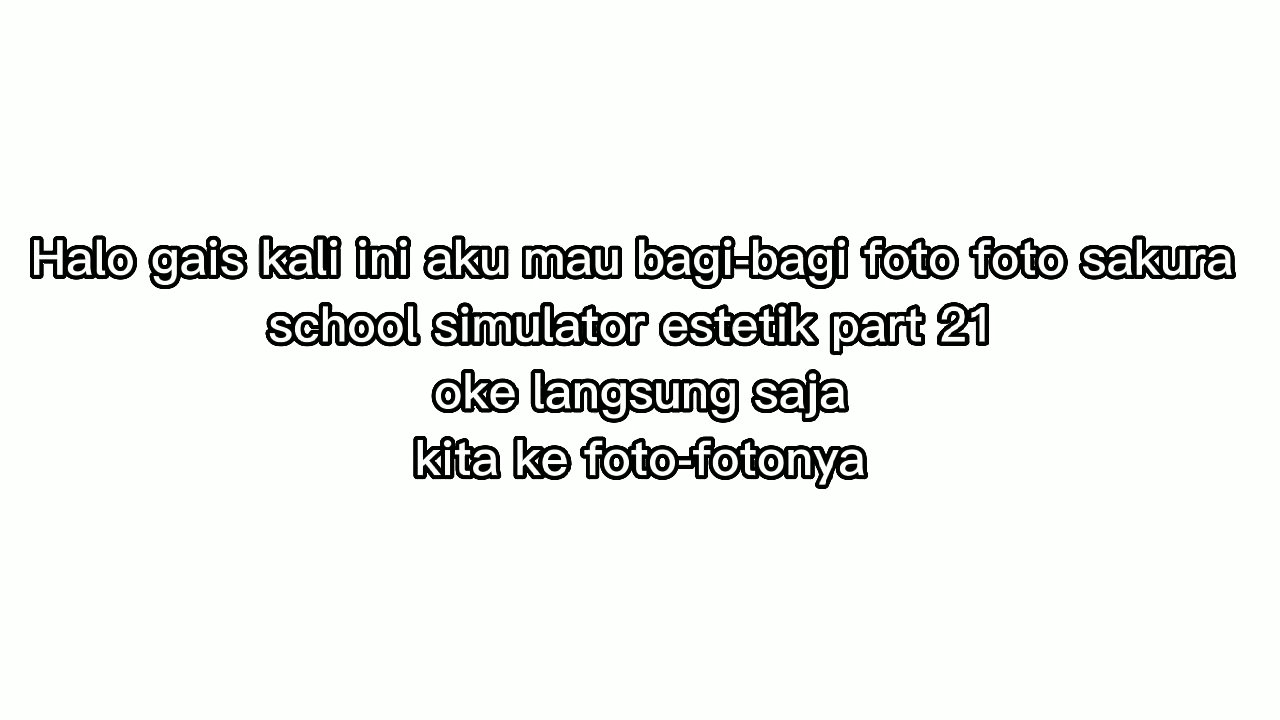 Halo gais kali ini aku mau bagi-bagi foto foto sakura
school simulator estetik part 21
oke langsung saja
kita ke foto-fotonya